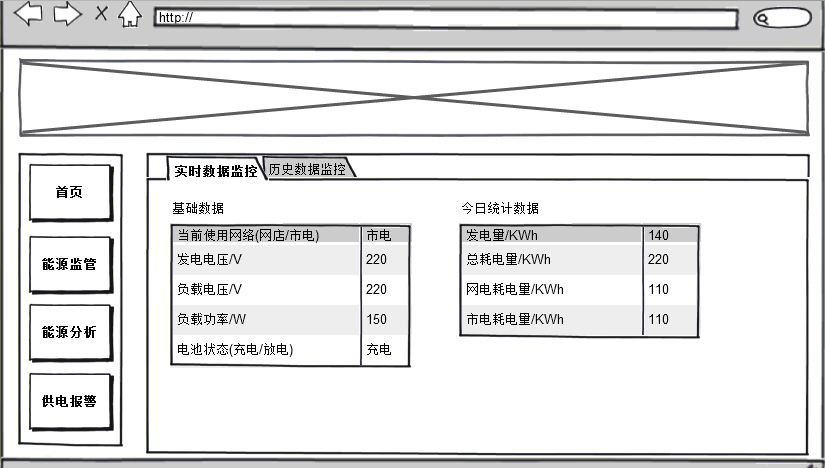 http://
首页
能源监管
能源分析
供电报警
实时数据监控 历史数据监控
基础数据
当前使用网络(网店/市电) 市电
发电电压/V 220
负载电压/V 220
负载功率/W 150
电池状态(充电/放电) 充电
今日统计数据
发电量/KWh 140
总耗电量/KWh 220
网电耗电量/KWh 110
市电耗电量/KWh 110